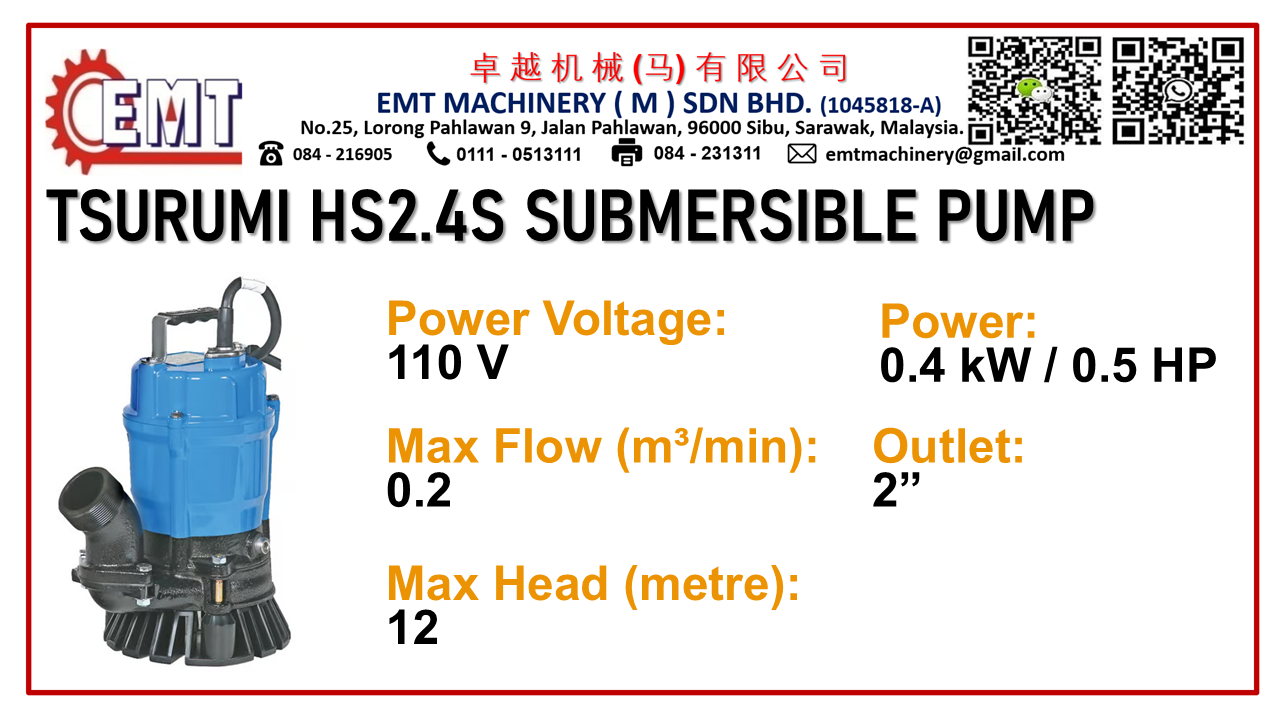 EMT
卓越机械(马)有限公司
EMT MACHINERY ( M ) SDN BHD. (1045818-A)
No.25, Lorong Pahlawan 9, Jalan Pahlawan, 96000 Sibu, Sarawak, Malaysia.
084 - 216905 0111 - 0513111 084 - 231311 emtmachinery@gmail.com
TSURUMI HS2.4S SUBMERSIBLE PUMP
Power Voltage:
110 V
Power:
0.4 kW / 0.5 HP
Max Flow (m³/min):
0.2
Outlet:
2”
Max Head (metre):
12